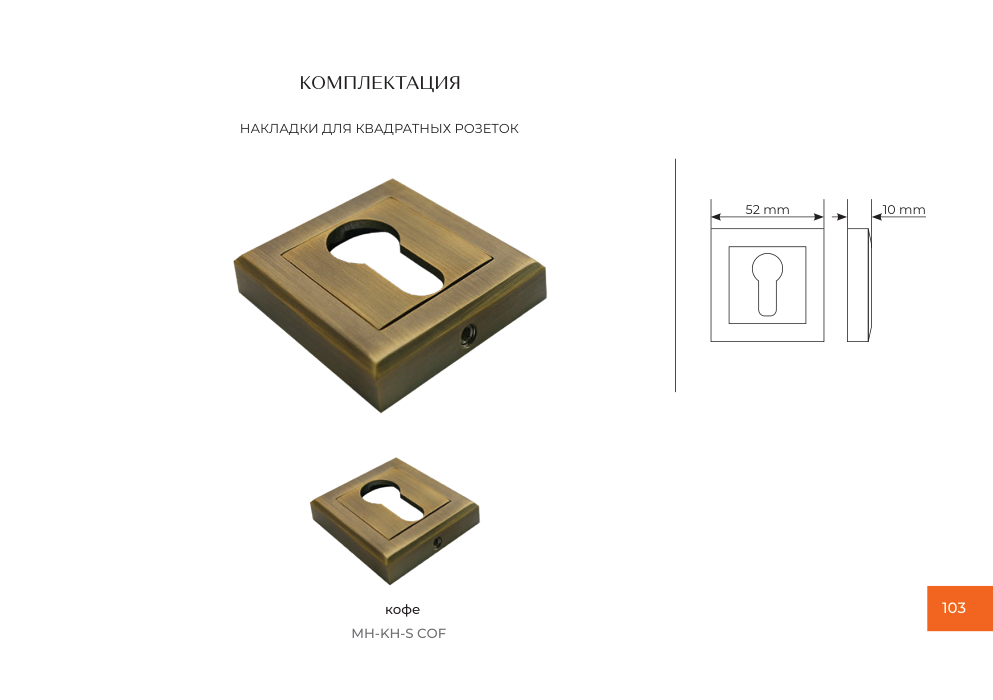 КОМПЛЕКТАЦИЯ
НАКЛАДКИ ДЛЯ КВАДРАТНЫХ РОЗЕТОК
52 mm
10 mm
кофе
MH-KH-S COF
103